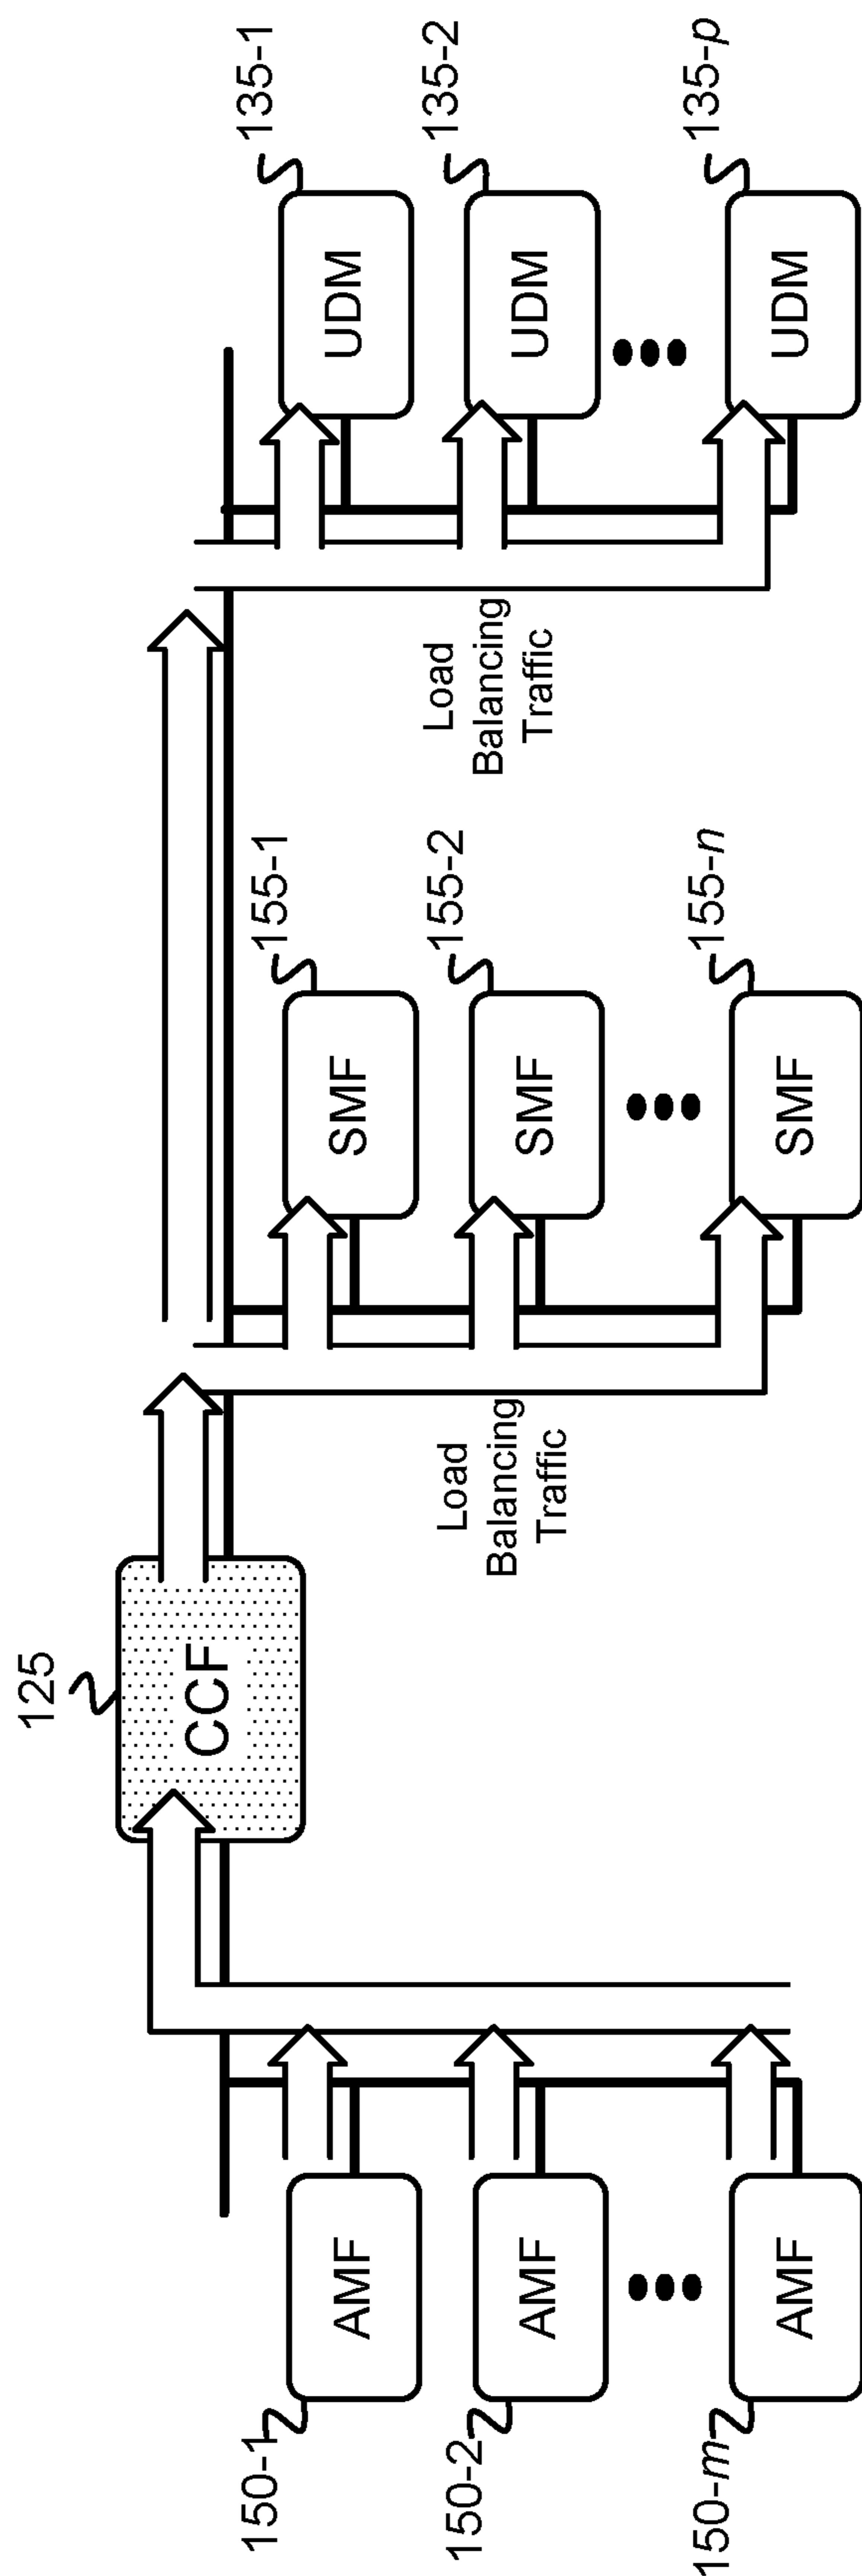 125
CCF
150-1
AMF
150-2
AMF
150-m
AMF
Load
Balancing
Traffic
155-1
SMF
155-2
SMF
155-n
SMF
Load
Balancing
Traffic
135-1
UDM
135-2
UDM
135-p
UDM